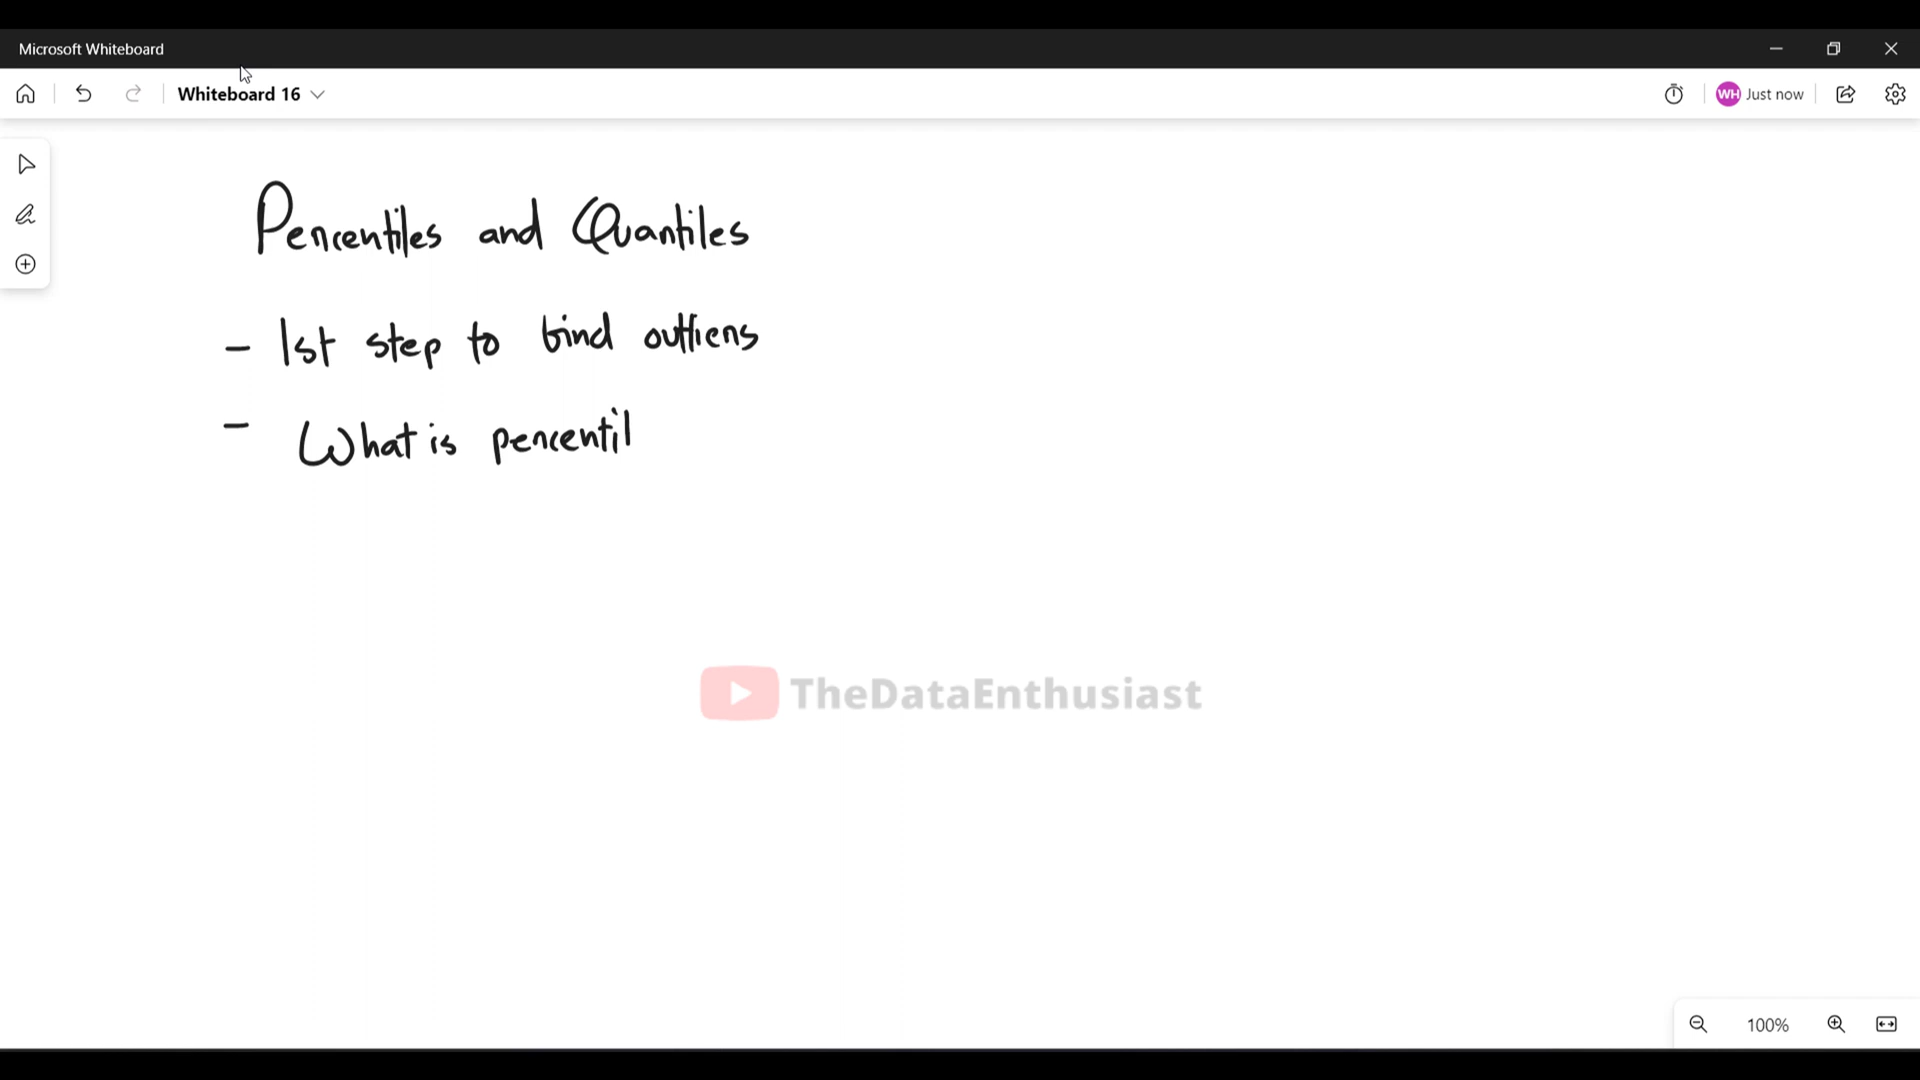 Microsoft Whiteboard
Whiteboard 16
WH Just now
Percentiles and Quantiles
- 1st step to find outliers
- What is percentil
TheDataEnthusiast
100%